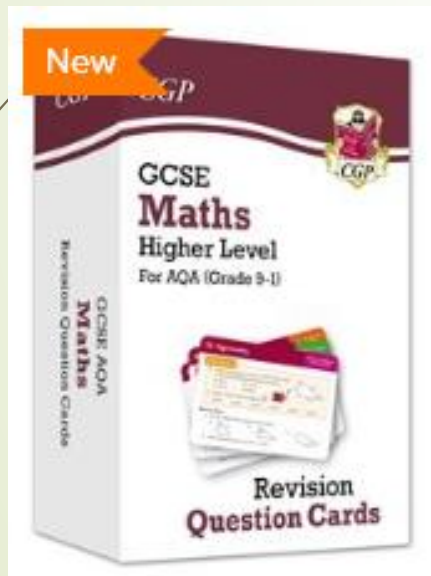 New
CGP
CGP
CGP
GCSE
Maths
Higher Level
For AQA (Grade 9-1)
GCSE AQA
Maths
Revision Question Cards
Revision
Question Cards